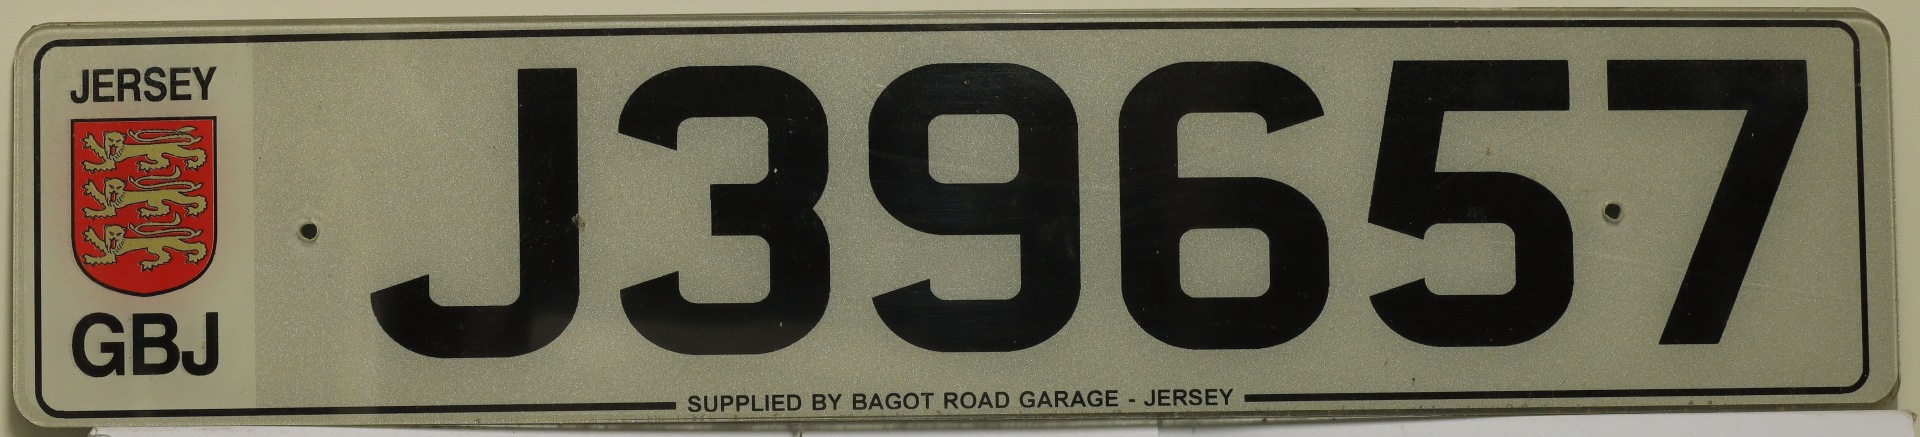 JERSEY
GBJ
J39657
SUPPLIED BY BAGOT ROAD GARAGE - JERSEY